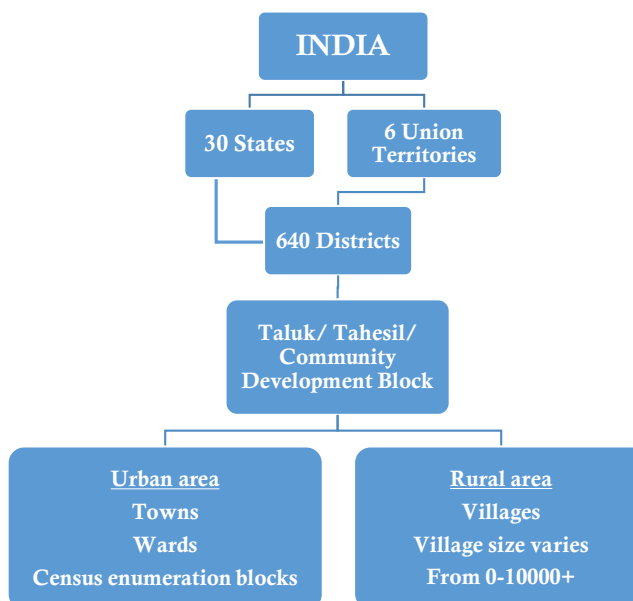 INDIA
30 States
6 Union
Territories
640 Districts
Taluk/ Tahesil/
Community
Development Block
Urban area
Towns
Wards
Census enumeration blocks
Rural area
Villages
Village size varies
From 0-10000+